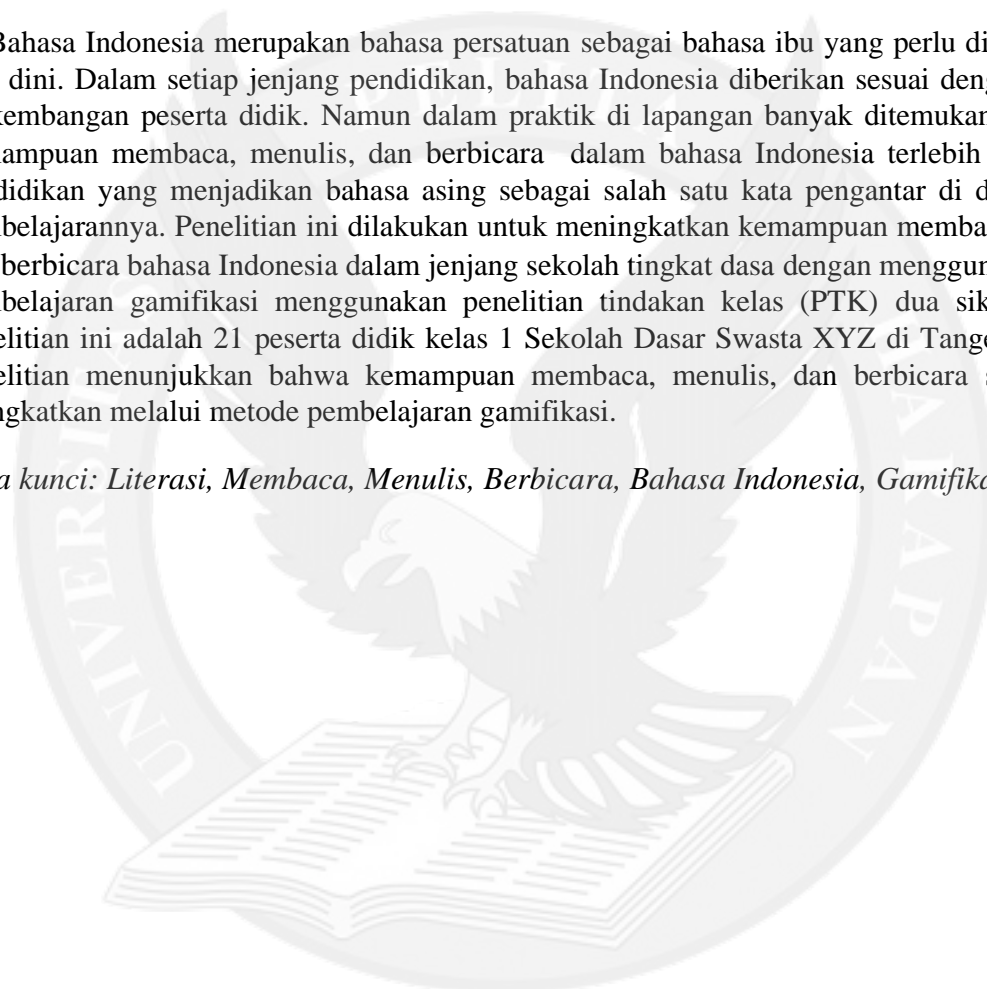 Bahasa Indonesia merupakan bahasa persatuan sebagai bahasa ibu yang perlu di
dini. Dalam setiap jenjang pendidikan, bahasa Indonesia diberikan sesuai deng
kembangan peserta didik. Namun dalam praktik di lapangan banyak ditemukan
ampuan membaca, menulis, dan berbicara dalam bahasa Indonesia terlebih
didikan yang menjadikan bahasa asing sebagai salah satu kata pengantar di d
belajarannya. Penelitian ini dilakukan untuk meningkatkan kemampuan memba
berbicara bahasa Indonesia dalam jenjang sekolah tingkat dasa dengan menggun
belajaran gamifikasi menggunakan penelitian tindakan kelas (PTK) dua sik
elitian ini adalah 21 peserta didik kelas 1 Sekolah Dasar Swasta XYZ di Tange
elitian menunjukkan bahwa kemampuan membaca, menulis, dan berbicara s
ngkatkan melalui metode pembelajaran gamifikasi.
a kunci: Literasi, Membaca, Menulis, Berbicara, Bahasa Indonesia, Gamifika
UNIVERSITAS PELITA HARAPAN